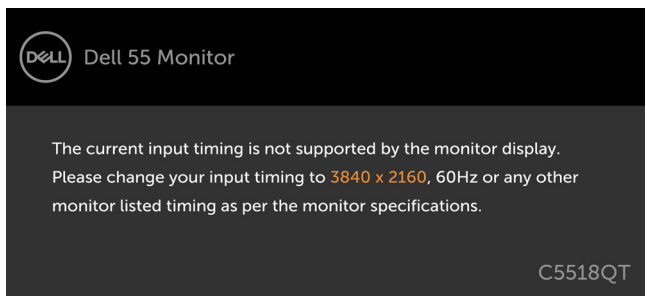 DELL Dell 55 Monitor
The current input timing is not supported by the monitor display.
Please change your input timing to 3840 x 2160, 60Hz or any other
monitor listed timing as per the monitor specifications.
C5518QT